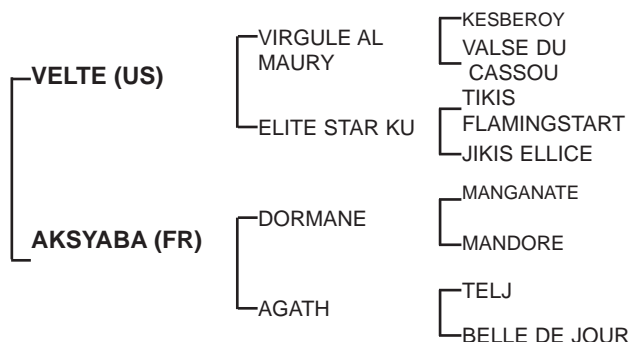 KESBEROY
VIRGULE AL
MAURY
VALSE DU
CASSOU
VELTE (US)
TIKIS
FLAMINGSTART
ELITE STAR KU
JIKIS ELLICE
MANGANATE
DORMANE
MANDORE
AKSYABA (FR)
TELJ
AGATH
BELLE DE JOUR